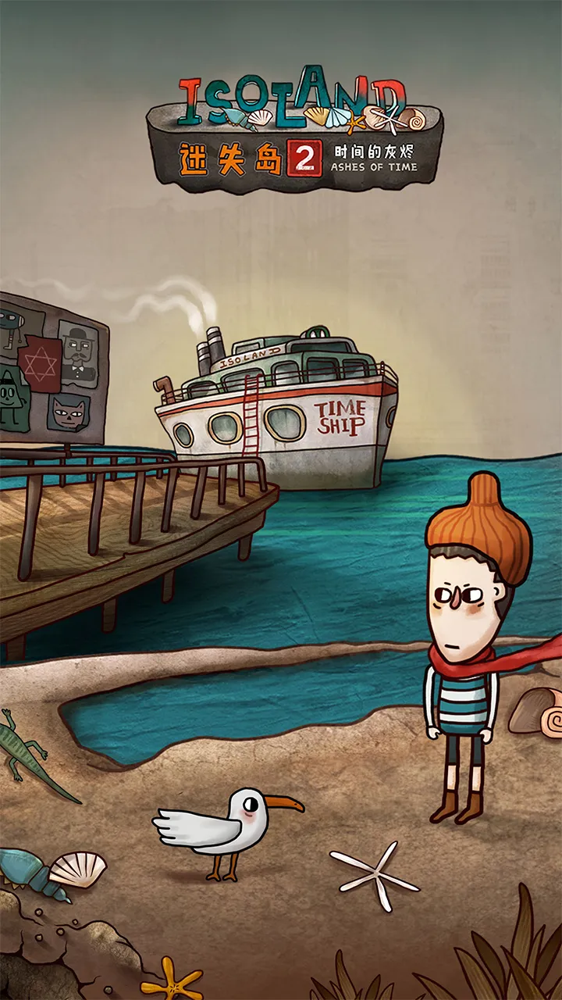 ISOLAND
迷失岛2 时间的灰烬
ASHES OF TIME
ISOLAND
TIME
SHIP